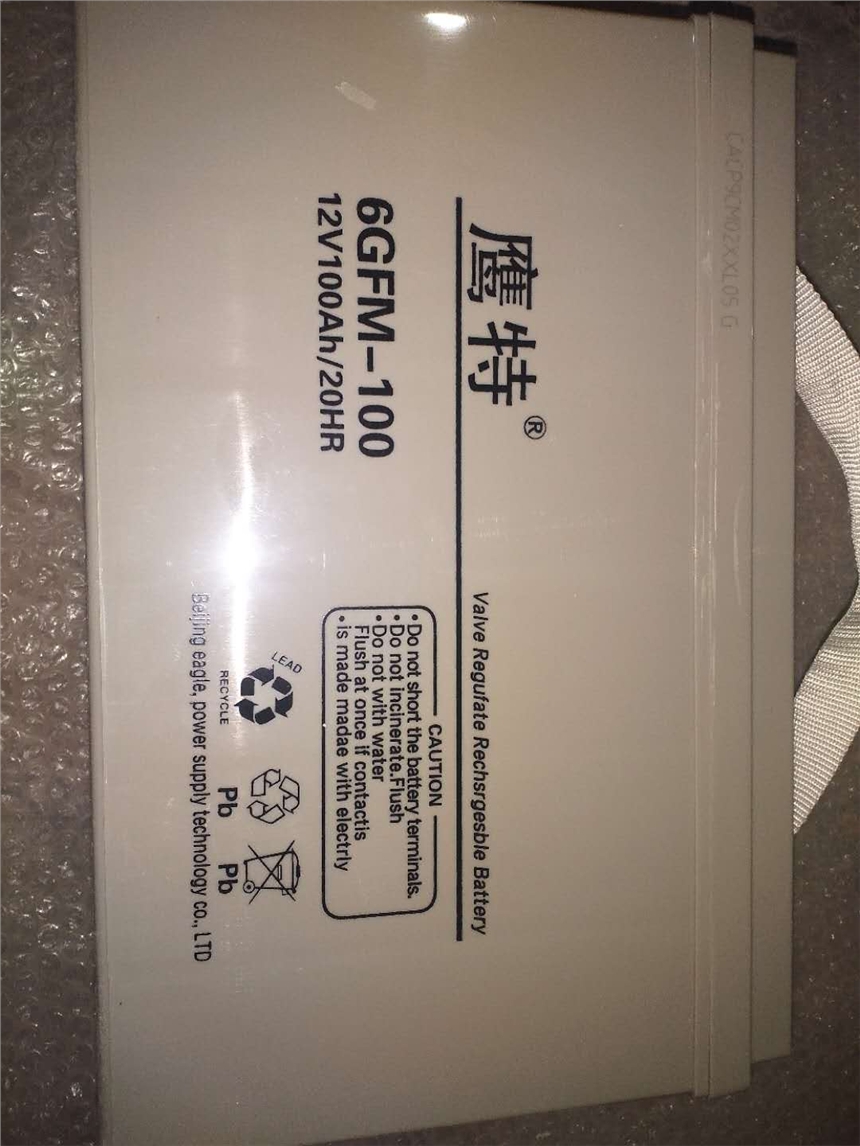 CALP9CM02XXL05 G
鹰特®
Valve Regufate Rechsrgesble Battery
6GFM-100
12V100Ah/20HR
CAUTION
•Do not short the battery terminals.
•Do not incinerate.Flush
•Do not with water
Flush at once if contactis
•is made madae with electrly
LEAD
RECYCLE
Pb
Pb
Beijing eagle, power supply technology co., LTD